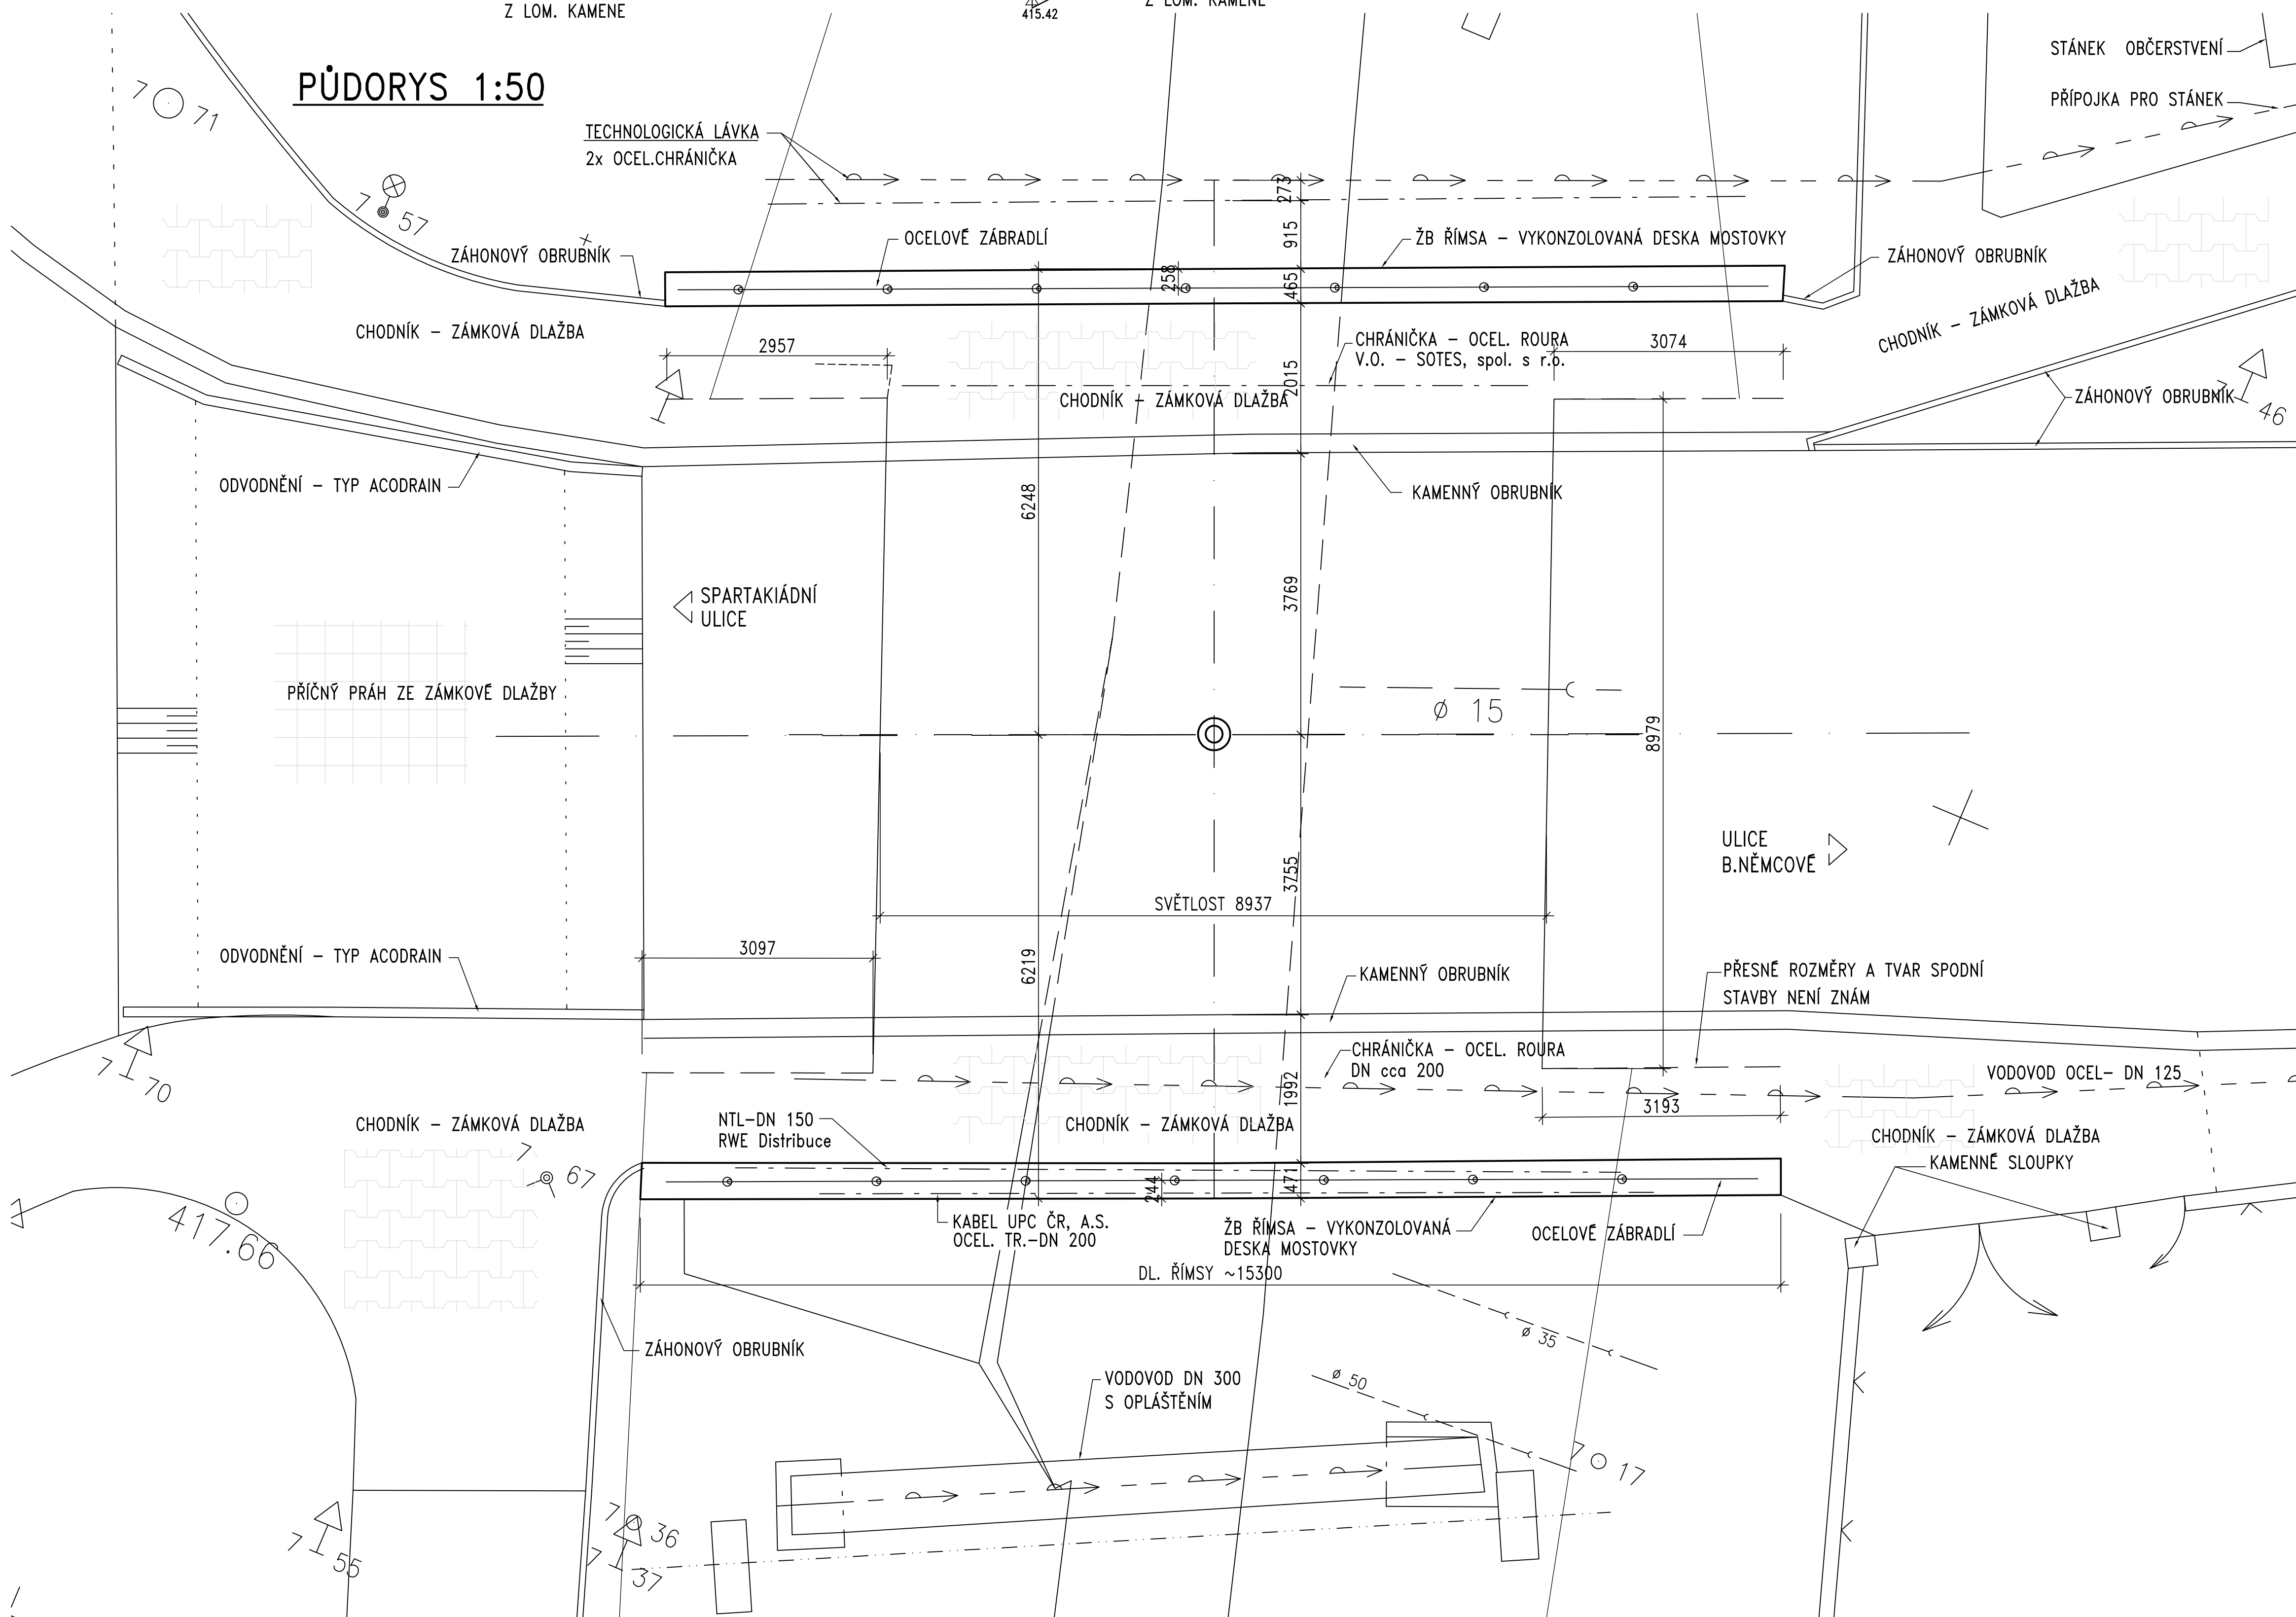 Z LOM. KAMENE
415.42
Z LOM. KAMENE
STÁNEK OBČERSTVENÍ
PŮDORYS 1:50
PŘÍPOJKA PRO STÁNEK
7 71
TECHNOLOGICKÁ LÁVKA
2x OCEL.CHRÁNIČKA
273
7 57
915
ZÁHONOVÝ OBRUBNÍK
OCELOVÉ ZÁBRADLÍ
ŽB ŘÍMSA – VYKONZOLOVANÁ DESKA MOSTOVKY
ZÁHONOVÝ OBRUBNÍK
258
465
CHODNÍK – ZÁMKOVÁ DLAŽBA
CHODNÍK – ZÁMKOVÁ DLAŽBA
2957
CHRÁNIČKA – OCEL. ROURA
V.O. – SOTES, spol. s r.o.
3074
2015
CHODNÍK – ZÁMKOVÁ DLAŽBA
ZÁHONOVÝ OBRUBNÍK
7 46
ODVODNĚNÍ – TYP ACODRAIN
6248
KAMENNÝ OBRUBNÍK
SPARTAKIÁDNÍ
ULICE
3769
PŘÍČNÝ PRÁH ZE ZÁMKOVÉ DLAŽBY
ø 15
8979
ULICE
B.NĚMCOVÉ
3755
SVĚTLOST 8937
ODVODNĚNÍ – TYP ACODRAIN
3097
6219
KAMENNÝ OBRUBNÍK
PŘESNÉ ROZMĚRY A TVAR SPODNÍ
STAVBY NENÍ ZNÁM
7 70
CHRÁNIČKA – OCEL. ROURA
DN cca 200
1992
VODOVOD OCEL- DN 125
3193
CHODNÍK – ZÁMKOVÁ DLAŽBA
NTL-DN 150
RWE Distribuce
CHODNÍK – ZÁMKOVÁ DLAŽBA
CHODNÍK – ZÁMKOVÁ DLAŽBA
KAMENNÉ SLOUPKY
7 67
244
471
417.66
KABEL UPC ČR, A.S.
OCEL. TR.-DN 200
ŽB ŘÍMSA – VYKONZOLOVANÁ
DESKA MOSTOVKY
OCELOVÉ ZÁBRADLÍ
DL. ŘÍMSY ~15300
ø 35
ZÁHONOVÝ OBRUBNÍK
VODOVOD DN 300
S OPLÁŠTĚNÍM
ø 50
7 17
7 55
7 36
7 37